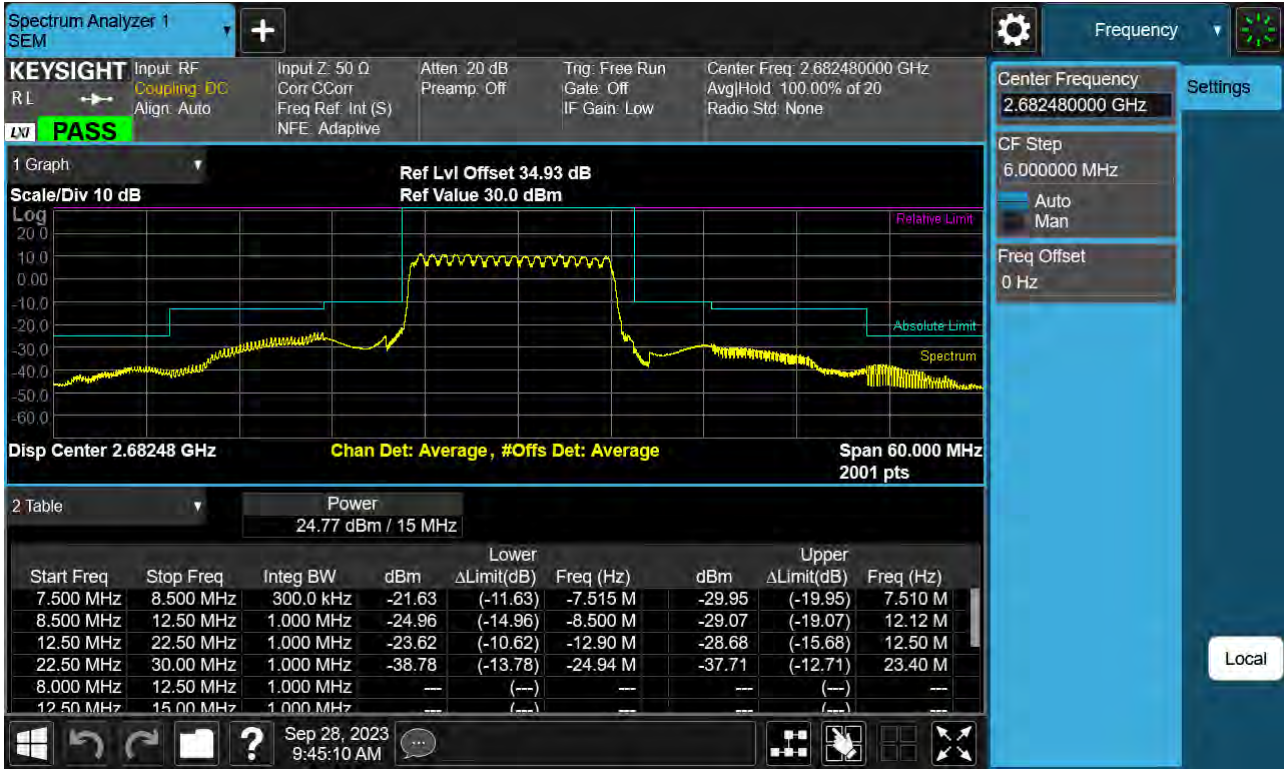 Spectrum Analyzer 1
SEM
Frequency
KEYSIGHT
RL
LXI
PASS
Input: RF
Coupling: DC
Align: Auto
Input Z: 50 Ω
Corr CCorr
Freq Ref: Int (S)
NFE: Adaptive
Atten: 20 dB
Preamp: Off
Trig: Free Run
Gate: Off
IF Gain: Low
Center Freq: 2.682480000 GHz
Avg|Hold: 100.00% of 20
Radio Std: None
Center Frequency
2.682480000 GHz
Settings
CF Step
6.000000 MHz
Auto
Man
Freq Offset
0 Hz
Local
1 Graph
Scale/Div 10 dB
Ref Lvl Offset 34.93 dB
Ref Value 30.0 dBm
Log
20.0
10.0
0.00
-10.0
-20.0
-30.0
-40.0
-50.0
-60.0
Relative Limit
Absolute Limit
Spectrum
Disp Center 2.68248 GHz
Chan Det: Average, #Offs Det: Average
Span 60.000 MHz
2001 pts
2 Table
Power
24.77 dBm / 15 MHz
Lower Upper
Start Freq Stop Freq Integ BW dBm ΔLimit(dB) Freq (Hz) dBm ΔLimit(dB) Freq (Hz)
7.500 MHz 8.500 MHz 300.0 kHz -21.63 (-11.63) -7.515 M -29.95 (-19.95) 7.510 M
8.500 MHz 12.50 MHz 1.000 MHz -24.96 (-14.96) -8.500 M -29.07 (-19.07) 12.12 M
12.50 MHz 22.50 MHz 1.000 MHz -23.62 (-10.62) -12.90 M -28.68 (-15.68) 12.50 M
22.50 MHz 30.00 MHz 1.000 MHz -38.78 (-13.78) -24.94 M -37.71 (-12.71) 23.40 M
8.000 MHz 12.50 MHz 1.000 MHz --- (---) --- --- (---) ---
12.50 MHz 15.00 MHz 1.000 MHz --- (---) --- --- (---) ---
Sep 28, 2023
9:45:10 AM